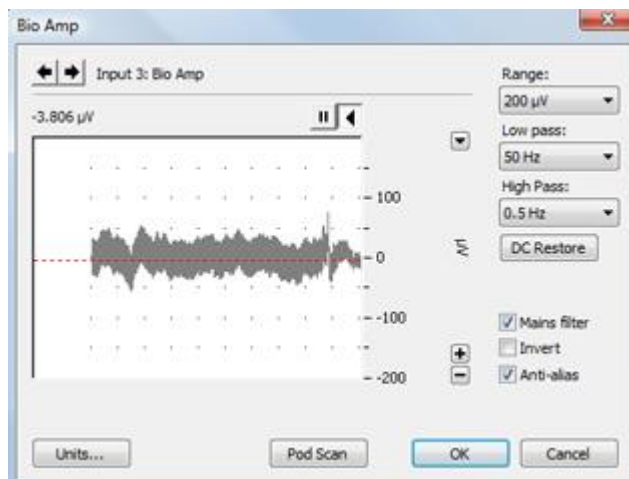 Bio Amp
Input 3: Bio Amp
-3.806 µV
100
0
-100
-200
µV
Range:
200 µV
Low pass:
50 Hz
High Pass:
0.5 Hz
DC Restore
Mains filter
Invert
Anti-alias
Units...
Pod Scan
OK
Cancel